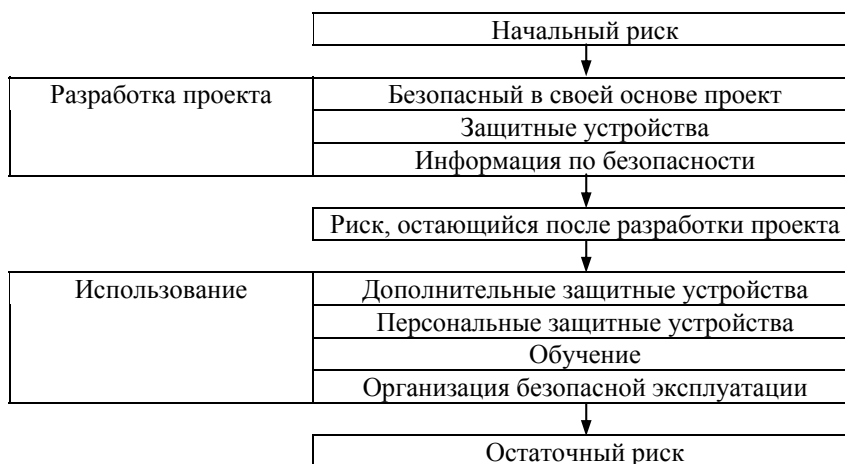 Начальный риск
Разработка проекта
Безопасный в своей основе проект
Защитные устройства
Информация по безопасности
Риск, остающийся после разработки проекта
Использование
Дополнительные защитные устройства
Персональные защитные устройства
Обучение
Организация безопасной эксплуатации
Остаточный риск